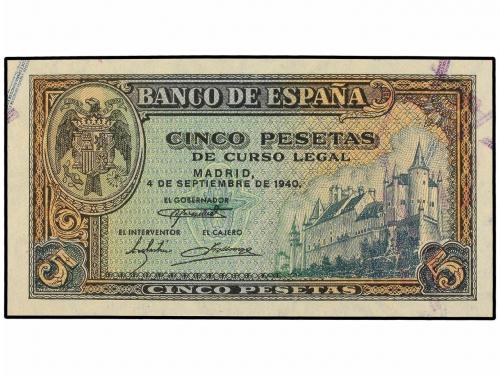 BANCO DE ESPAÑA
CINCO PESETAS
DE CURSO LEGAL
MADRID,
4 DE SEPTIEMBRE DE 1940.
EL GOBERNADOR
EL INTERVENTOR EL CAJERO
5 5
CINCO PESETAS